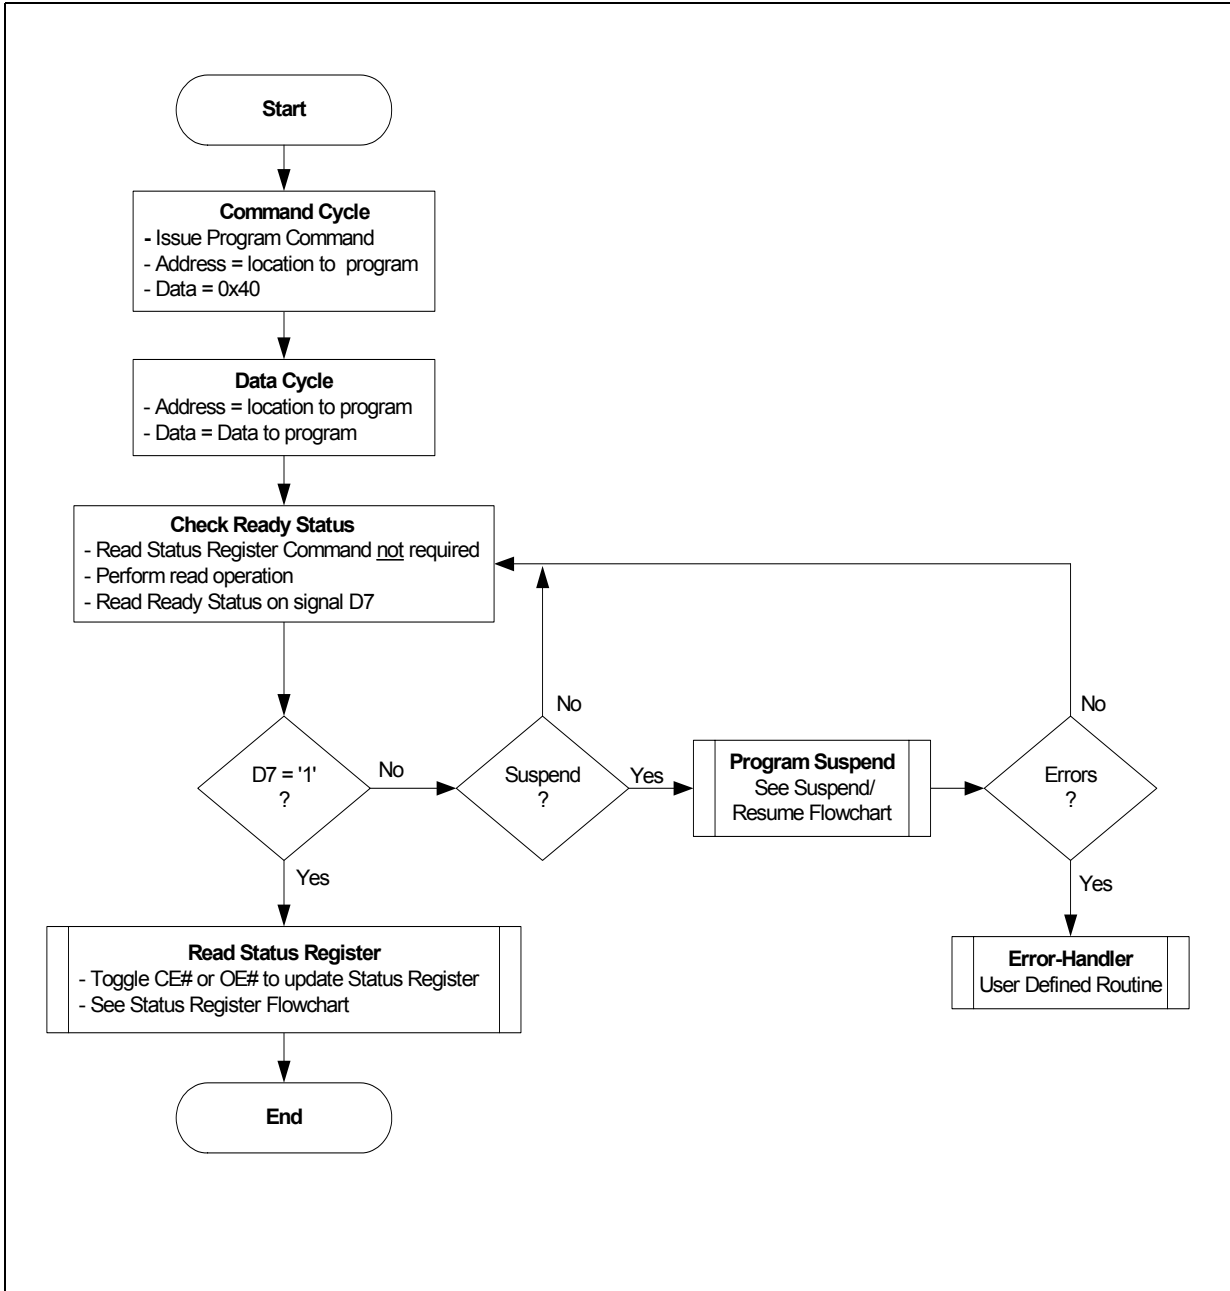 Start
Command Cycle
- Issue Program Command
- Address = location to program
- Data = 0x40
Data Cycle
- Address = location to program
- Data = Data to program
Check Ready Status
- Read Status Register Command not required
- Perform read operation
- Read Ready Status on signal D7
D7 = '1'
?
No
Suspend
?
No
Yes
Program Suspend
See Suspend/
Resume Flowchart
Errors
?
No
Yes
Error-Handler
User Defined Routine
Yes
Read Status Register
- Toggle CE# or OE# to update Status Register
- See Status Register Flowchart
End